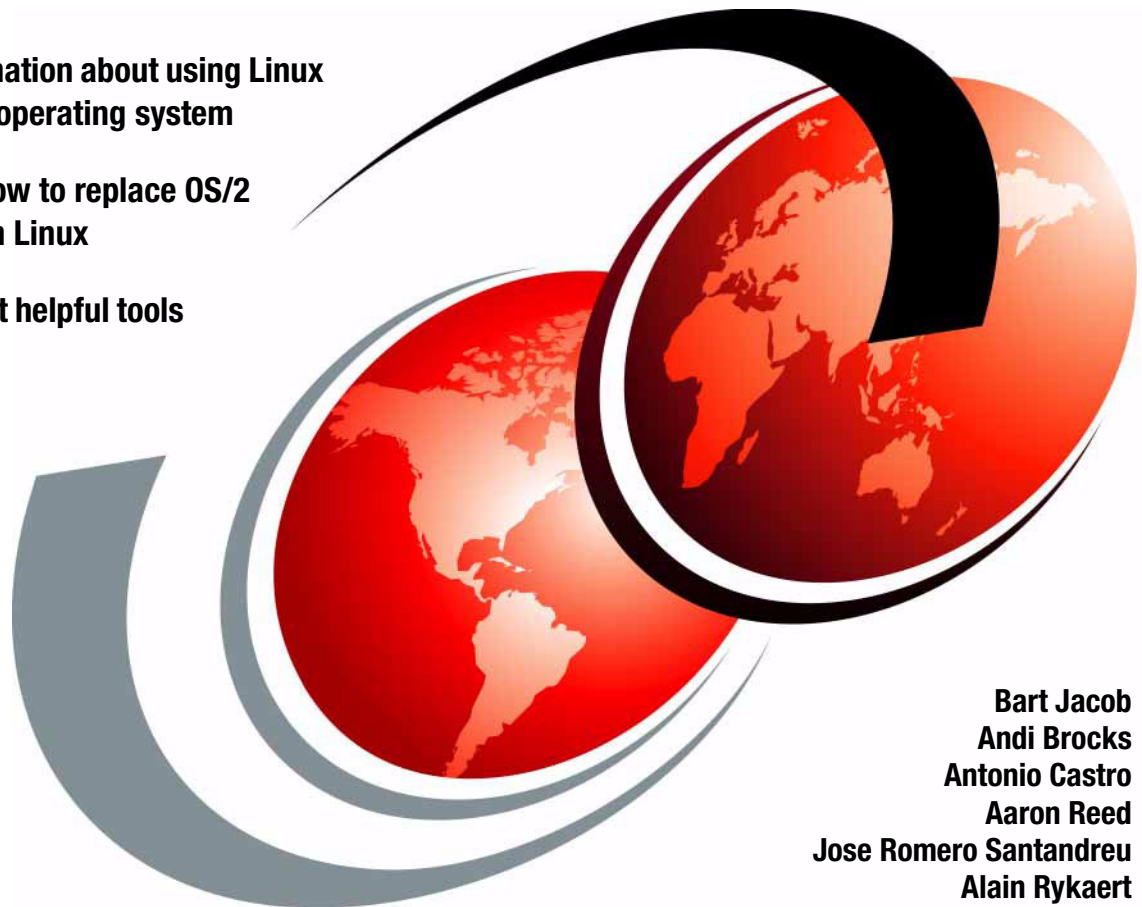 nation about using Linux
operating system
ow to replace OS/2
n Linux
t helpful tools
Bart Jacob
Andi Brocks
Antonio Castro
Aaron Reed
Jose Romero Santandreu
Alain Rykaert